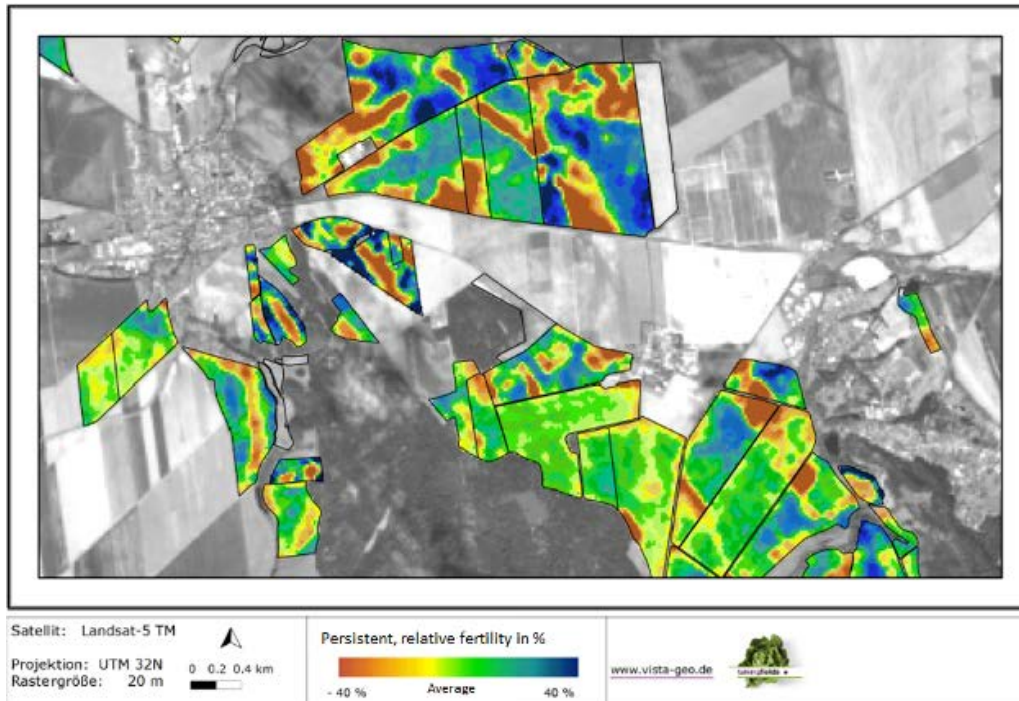 Satellit: Landsat-5 TM
Projektion: UTM 32N
Rastergröße: 20 m
0 0.2 0.4 km
Persistent, relative fertility in %
- 40 %
Average
40 %
www.vista-geo.de